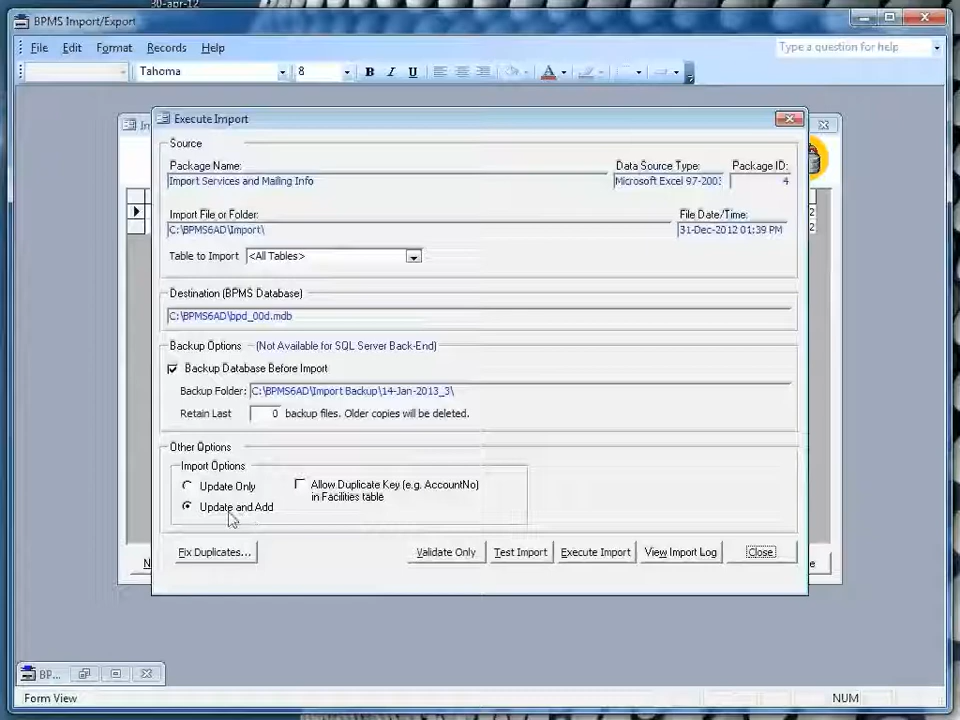 30-apr-12
BPMS Import/Export
File Edit Format Records Help Type a question for help
Tahoma 8 B I U A
Execute Import
Source
Package Name: Data Source Type: Package ID:
Import Services and Mailing Info Microsoft Excel 97-2003 4
Import File or Folder: File Date/Time:
C:\BPMS6AD\Import\ 31-Dec-2012 01:39 PM
Table to Import <All Tables>
Destination (BPMS Database)
C:\BPMS6AD\bpd_00d.mdb
Backup Options (Not Available for SQL Server Back-End)
Backup Database Before Import
Backup Folder: C:\BPMS6AD\Import Backup\14-Jan-2013_3\
Retain Last 0 backup files. Older copies will be deleted.
Other Options
Import Options
Update Only Allow Duplicate Key (e.g. AccountNo)
in Facilities table
Update and Add
Fix Duplicates... Validate Only Test Import Execute Import View Import Log Close
BP...
Form View NUM